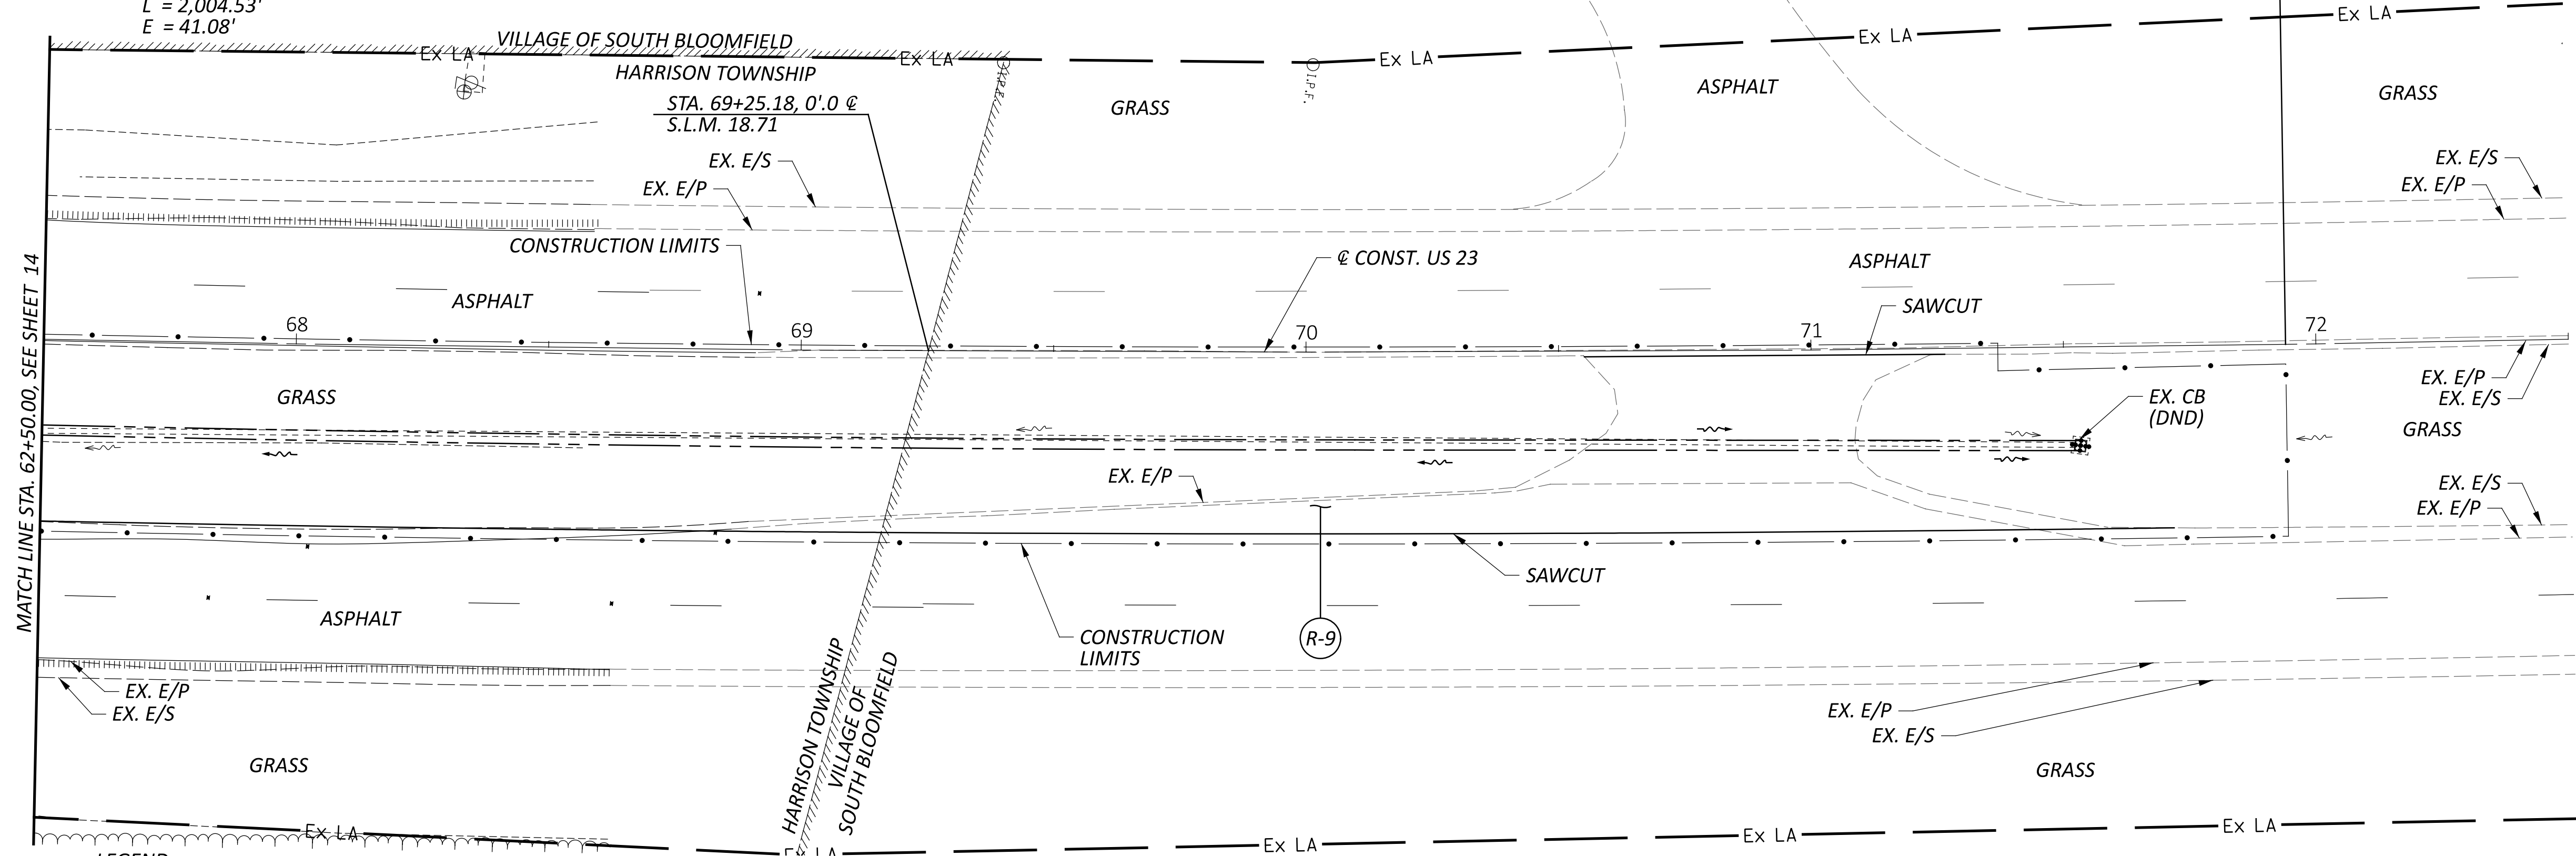 L = 2,004.53'
E = 41.08'
VILLAGE OF SOUTH BLOOMFIELD
Ex LA
Ex LA
Ex LA
Ex LA
Ex LA
HARRISON TOWNSHIP
STA. 69+25.18, 0'.0 ℄
S.L.M. 18.71
I.P.F.
I.P.F.
GRASS
ASPHALT
GRASS
EX. E/S
EX. E/P
EX. E/S
EX. E/P
CONSTRUCTION LIMITS
℄ CONST. US 23
ASPHALT
ASPHALT
SAWCUT
68
69
70
71
72
MATCH LINE STA. 62+50.00, SEE SHEET 14
GRASS
EX. CB
(DND)
EX. E/P
EX. E/S
GRASS
EX. E/P
EX. E/S
EX. E/P
SAWCUT
ASPHALT
CONSTRUCTION
LIMITS
R-9
HARRISON TOWNSHIP
VILLAGE OF
SOUTH BLOOMFIELD
EX. E/P
EX. E/S
EX. E/P
EX. E/S
GRASS
GRASS
Ex LA
Ex LA
Ex LA
Ex LA
Ex LA
LEGEND